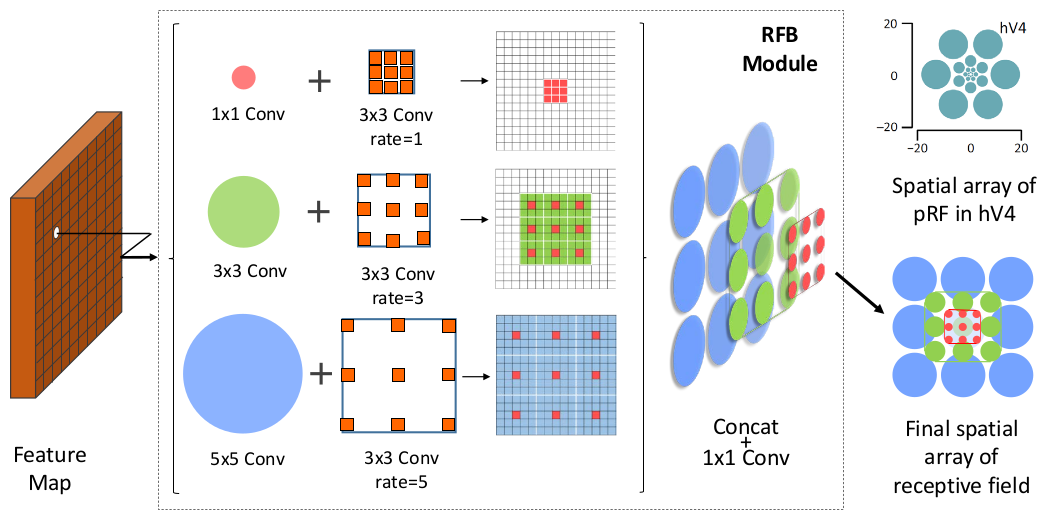 Feature
Map
1x1 Conv
+
3x3 Conv
rate=1
3x3 Conv
+
3x3 Conv
rate=3
5x5 Conv
+
3x3 Conv
rate=5
RFB
Module
Concat
+
1x1 Conv
hV4
20
0
−20
−20
0
20
Spatial array of
pRF in hV4
Final spatial
array of
receptive field